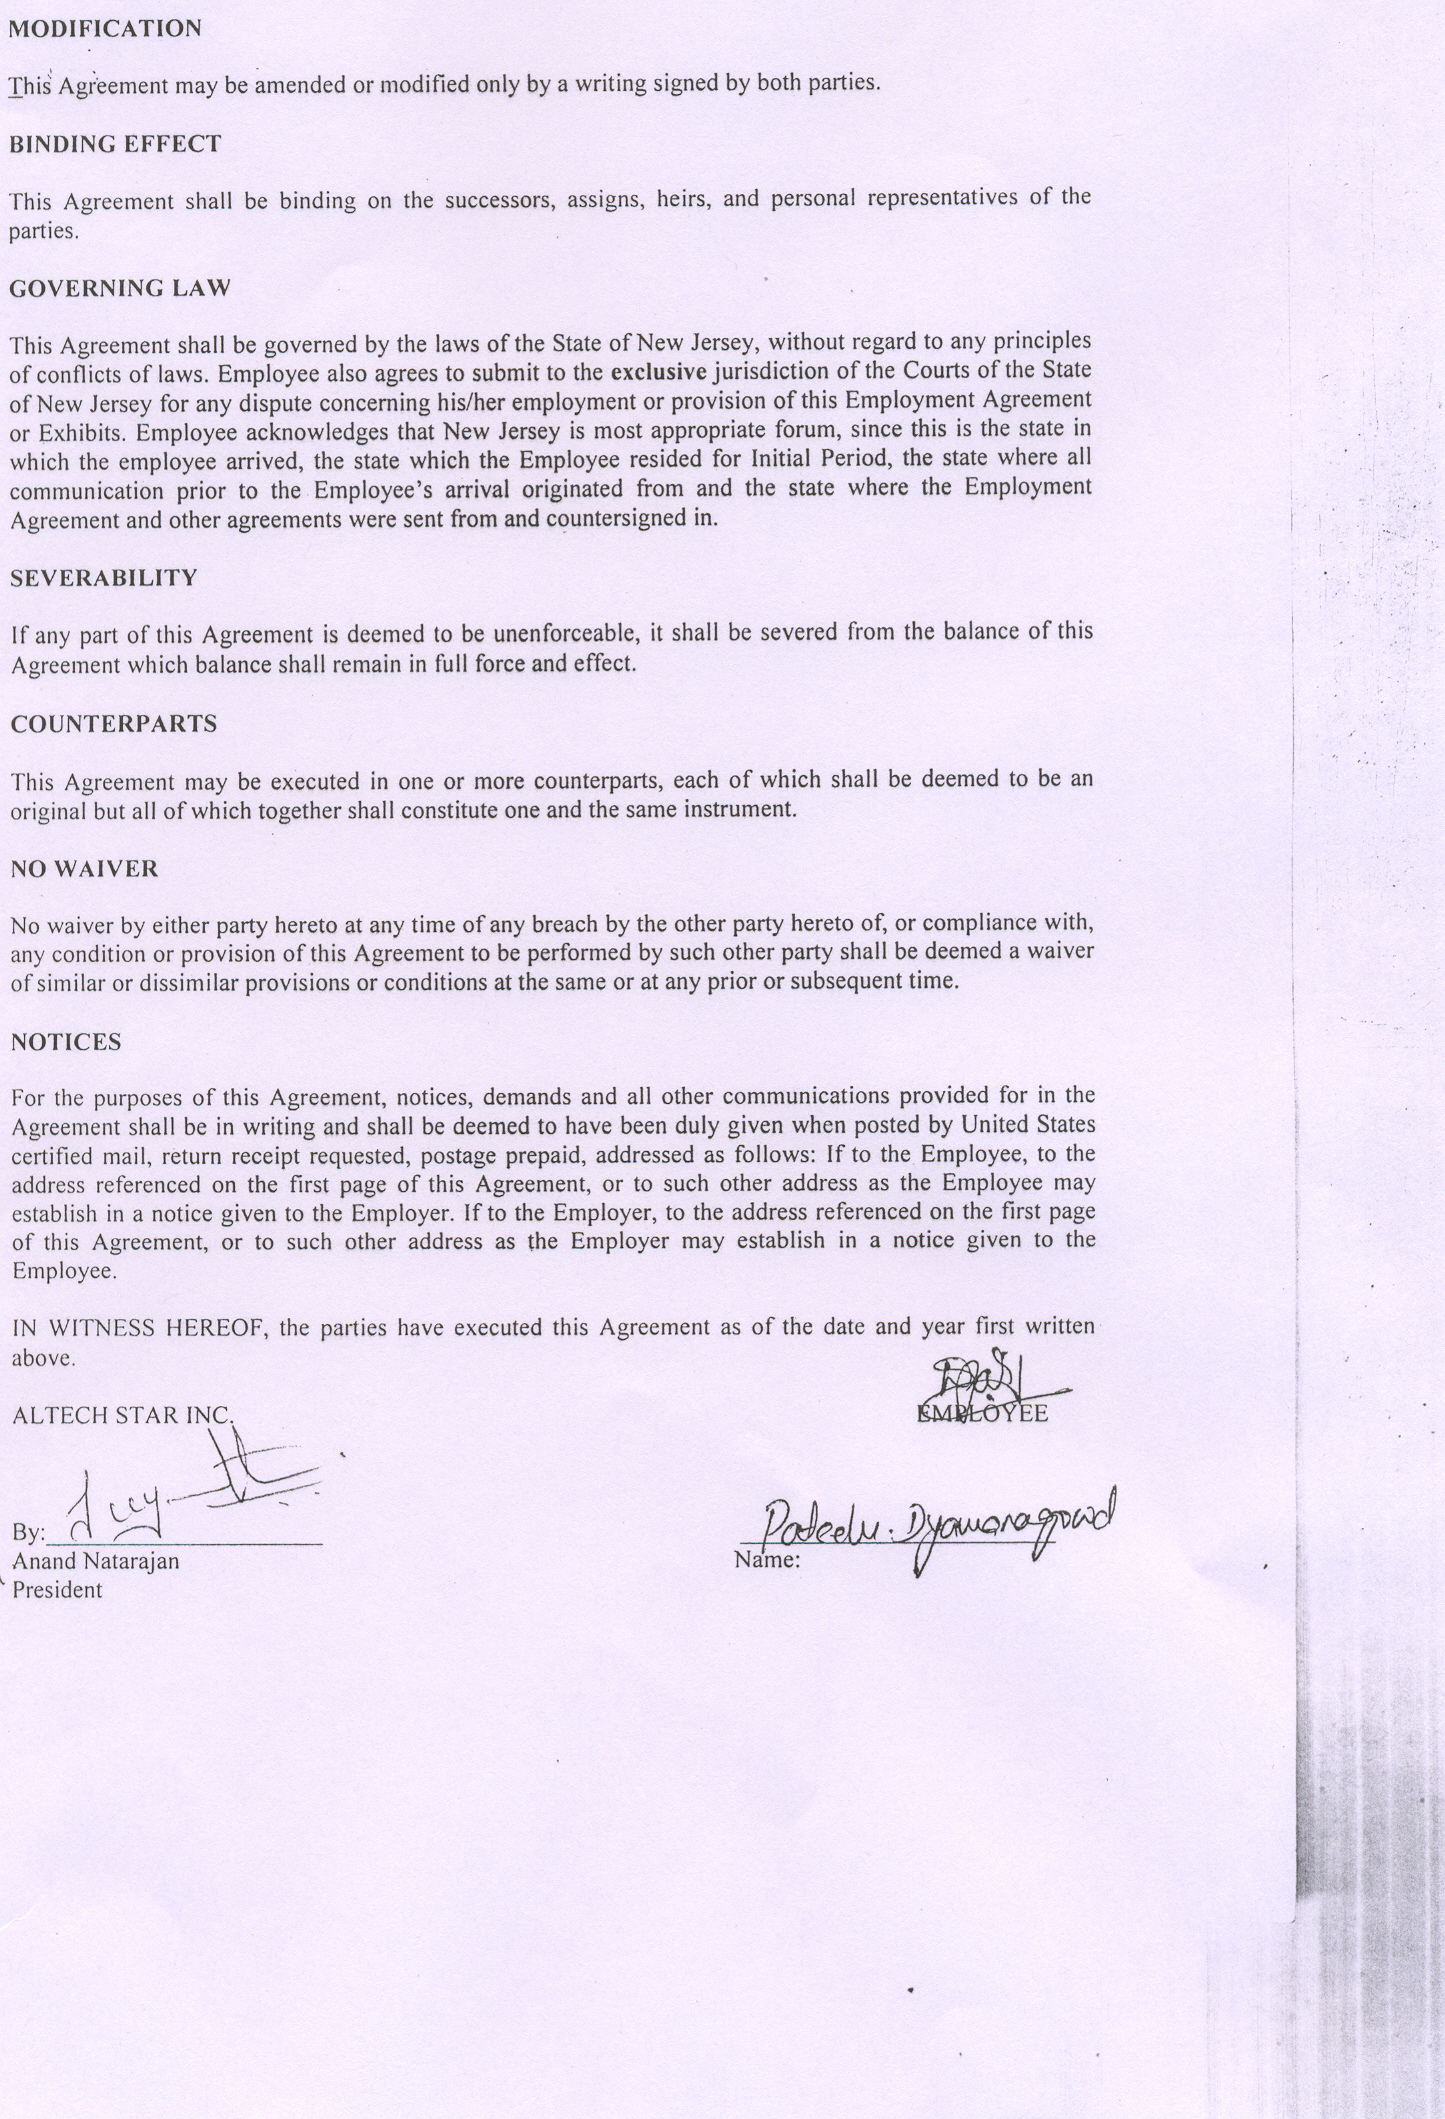 MODIFICATION
This Agreement may be amended or modified only by a writing signed by both parties.
BINDING EFFECT
This Agreement shall be binding on the successors, assigns, heirs, and personal representatives of the
parties.
GOVERNING LAW
This Agreement shall be governed by the laws of the State of New Jersey, without regard to any principles
of conflicts of laws. Employee also agrees to submit to the exclusive jurisdiction of the Courts of the State
of New Jersey for any dispute concerning his/her employment or provision of this Employment Agreement
or Exhibits. Employee acknowledges that New Jersey is most appropriate forum, since this is the state in
which the employee arrived, the state which the Employee resided for Initial Period, the state where all
communication prior to the Employee's arrival originated from and the state where the Employment
Agreement and other agreements were sent from and countersigned in.
SEVERABILITY
If any part of this Agreement is deemed to be unenforceable, it shall be severed from the balance of this
Agreement which balance shall remain in full force and effect.
COUNTERPARTS
This Agreement may be executed in one or more counterparts, each of which shall be deemed to be an
original but all of which together shall constitute one and the same instrument.
NO WAIVER
No waiver by either party hereto at any time of any breach by the other party hereto of, or compliance with,
any condition or provision of this Agreement to be performed by such other party shall be deemed a waiver
of similar or dissimilar provisions or conditions at the same or at any prior or subsequent time.
NOTICES
For the purposes of this Agreement, notices, demands and all other communications provided for in the
Agreement shall be in writing and shall be deemed to have been duly given when posted by United States
certified mail, return receipt requested, postage prepaid, addressed as follows: If to the Employee, to the
address referenced on the first page of this Agreement, or to such other address as the Employee may
establish in a notice given to the Employer. If to the Employer, to the address referenced on the first page
of this Agreement, or to such other address as the Employer may establish in a notice given to the
Employee.
IN WITNESS HEREOF, the parties have executed this Agreement as of the date and year first written
above.
ALTECH STAR INC. EMPLOYEE
By:
Anand Natarajan Name:
President